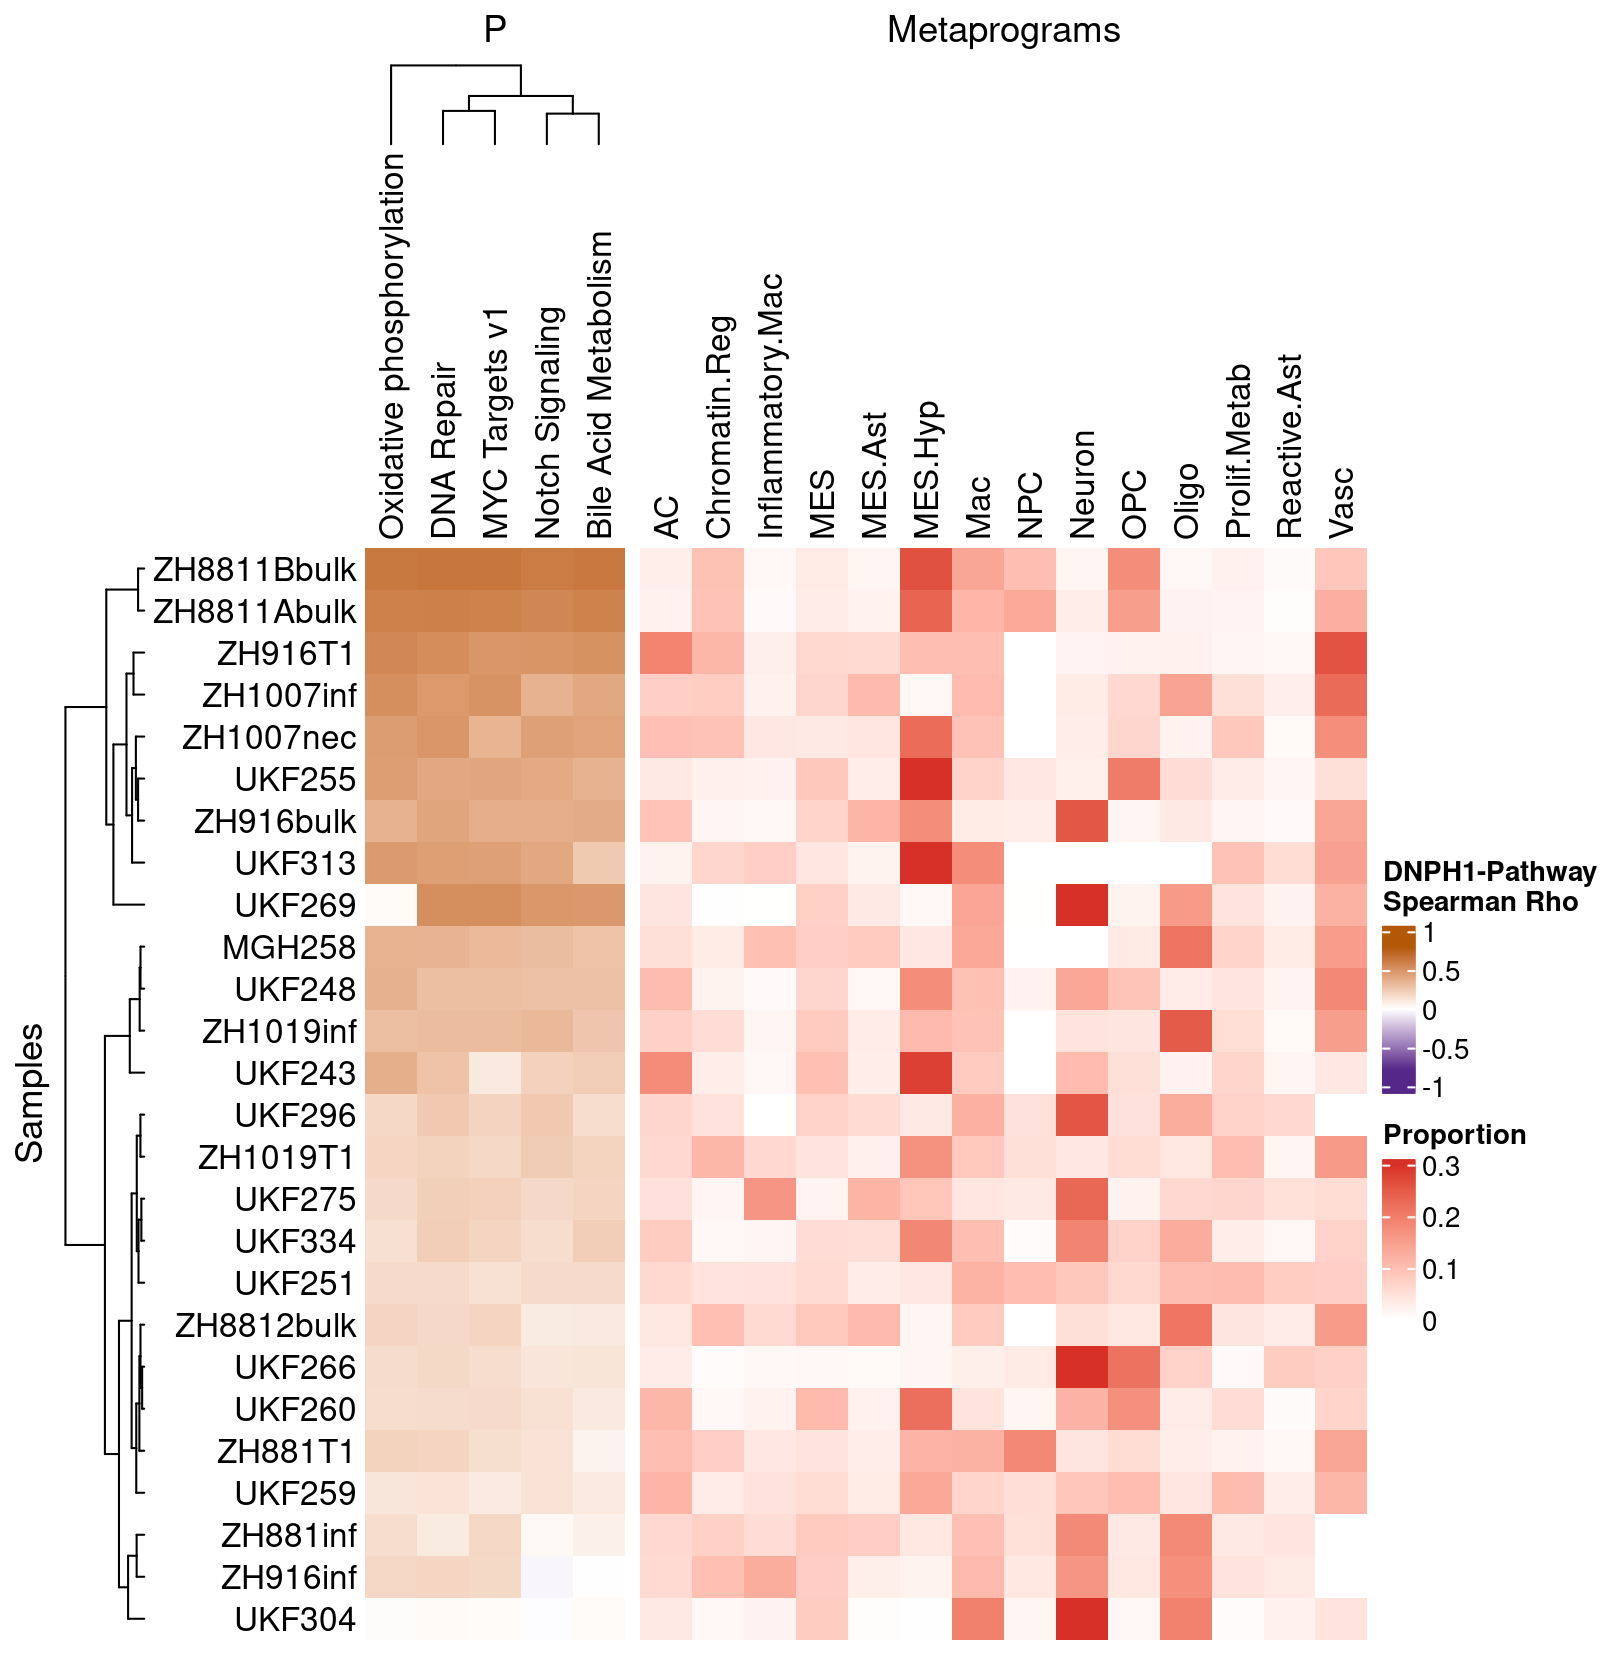 P
Metaprograms
Oxidative phosphorylation
DNA Repair
MYC Targets v1
Notch Signaling
Bile Acid Metabolism
AC
Chromatin.Reg
Inflammatory.Mac
MES
MES.Ast
MES.Hyp
Mac
NPC
Neuron
OPC
Oligo
Prolif.Metab
Reactive.Ast
Vasc
Samples
ZH8811Bbulk
ZH8811Abulk
ZH916T1
ZH1007inf
ZH1007nec
UKF255
ZH916bulk
UKF313
UKF269
MGH258
UKF248
ZH1019inf
UKF243
UKF296
ZH1019T1
UKF275
UKF334
UKF251
ZH8812bulk
UKF266
UKF260
ZH881T1
UKF259
ZH881inf
ZH916inf
UKF304
DNPH1-Pathway
Spearman Rho
1
0.5
0
-0.5
-1
Proportion
0.3
0.2
0.1
0